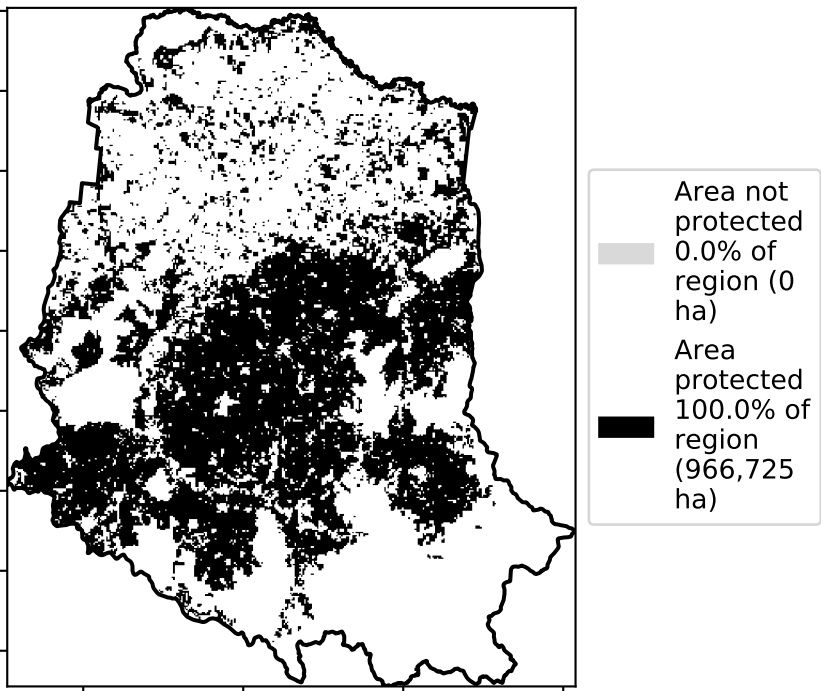 Area not
protected
0.0% of
region (0
ha)
Area
protected
100.0% of
region
(966,725
ha)